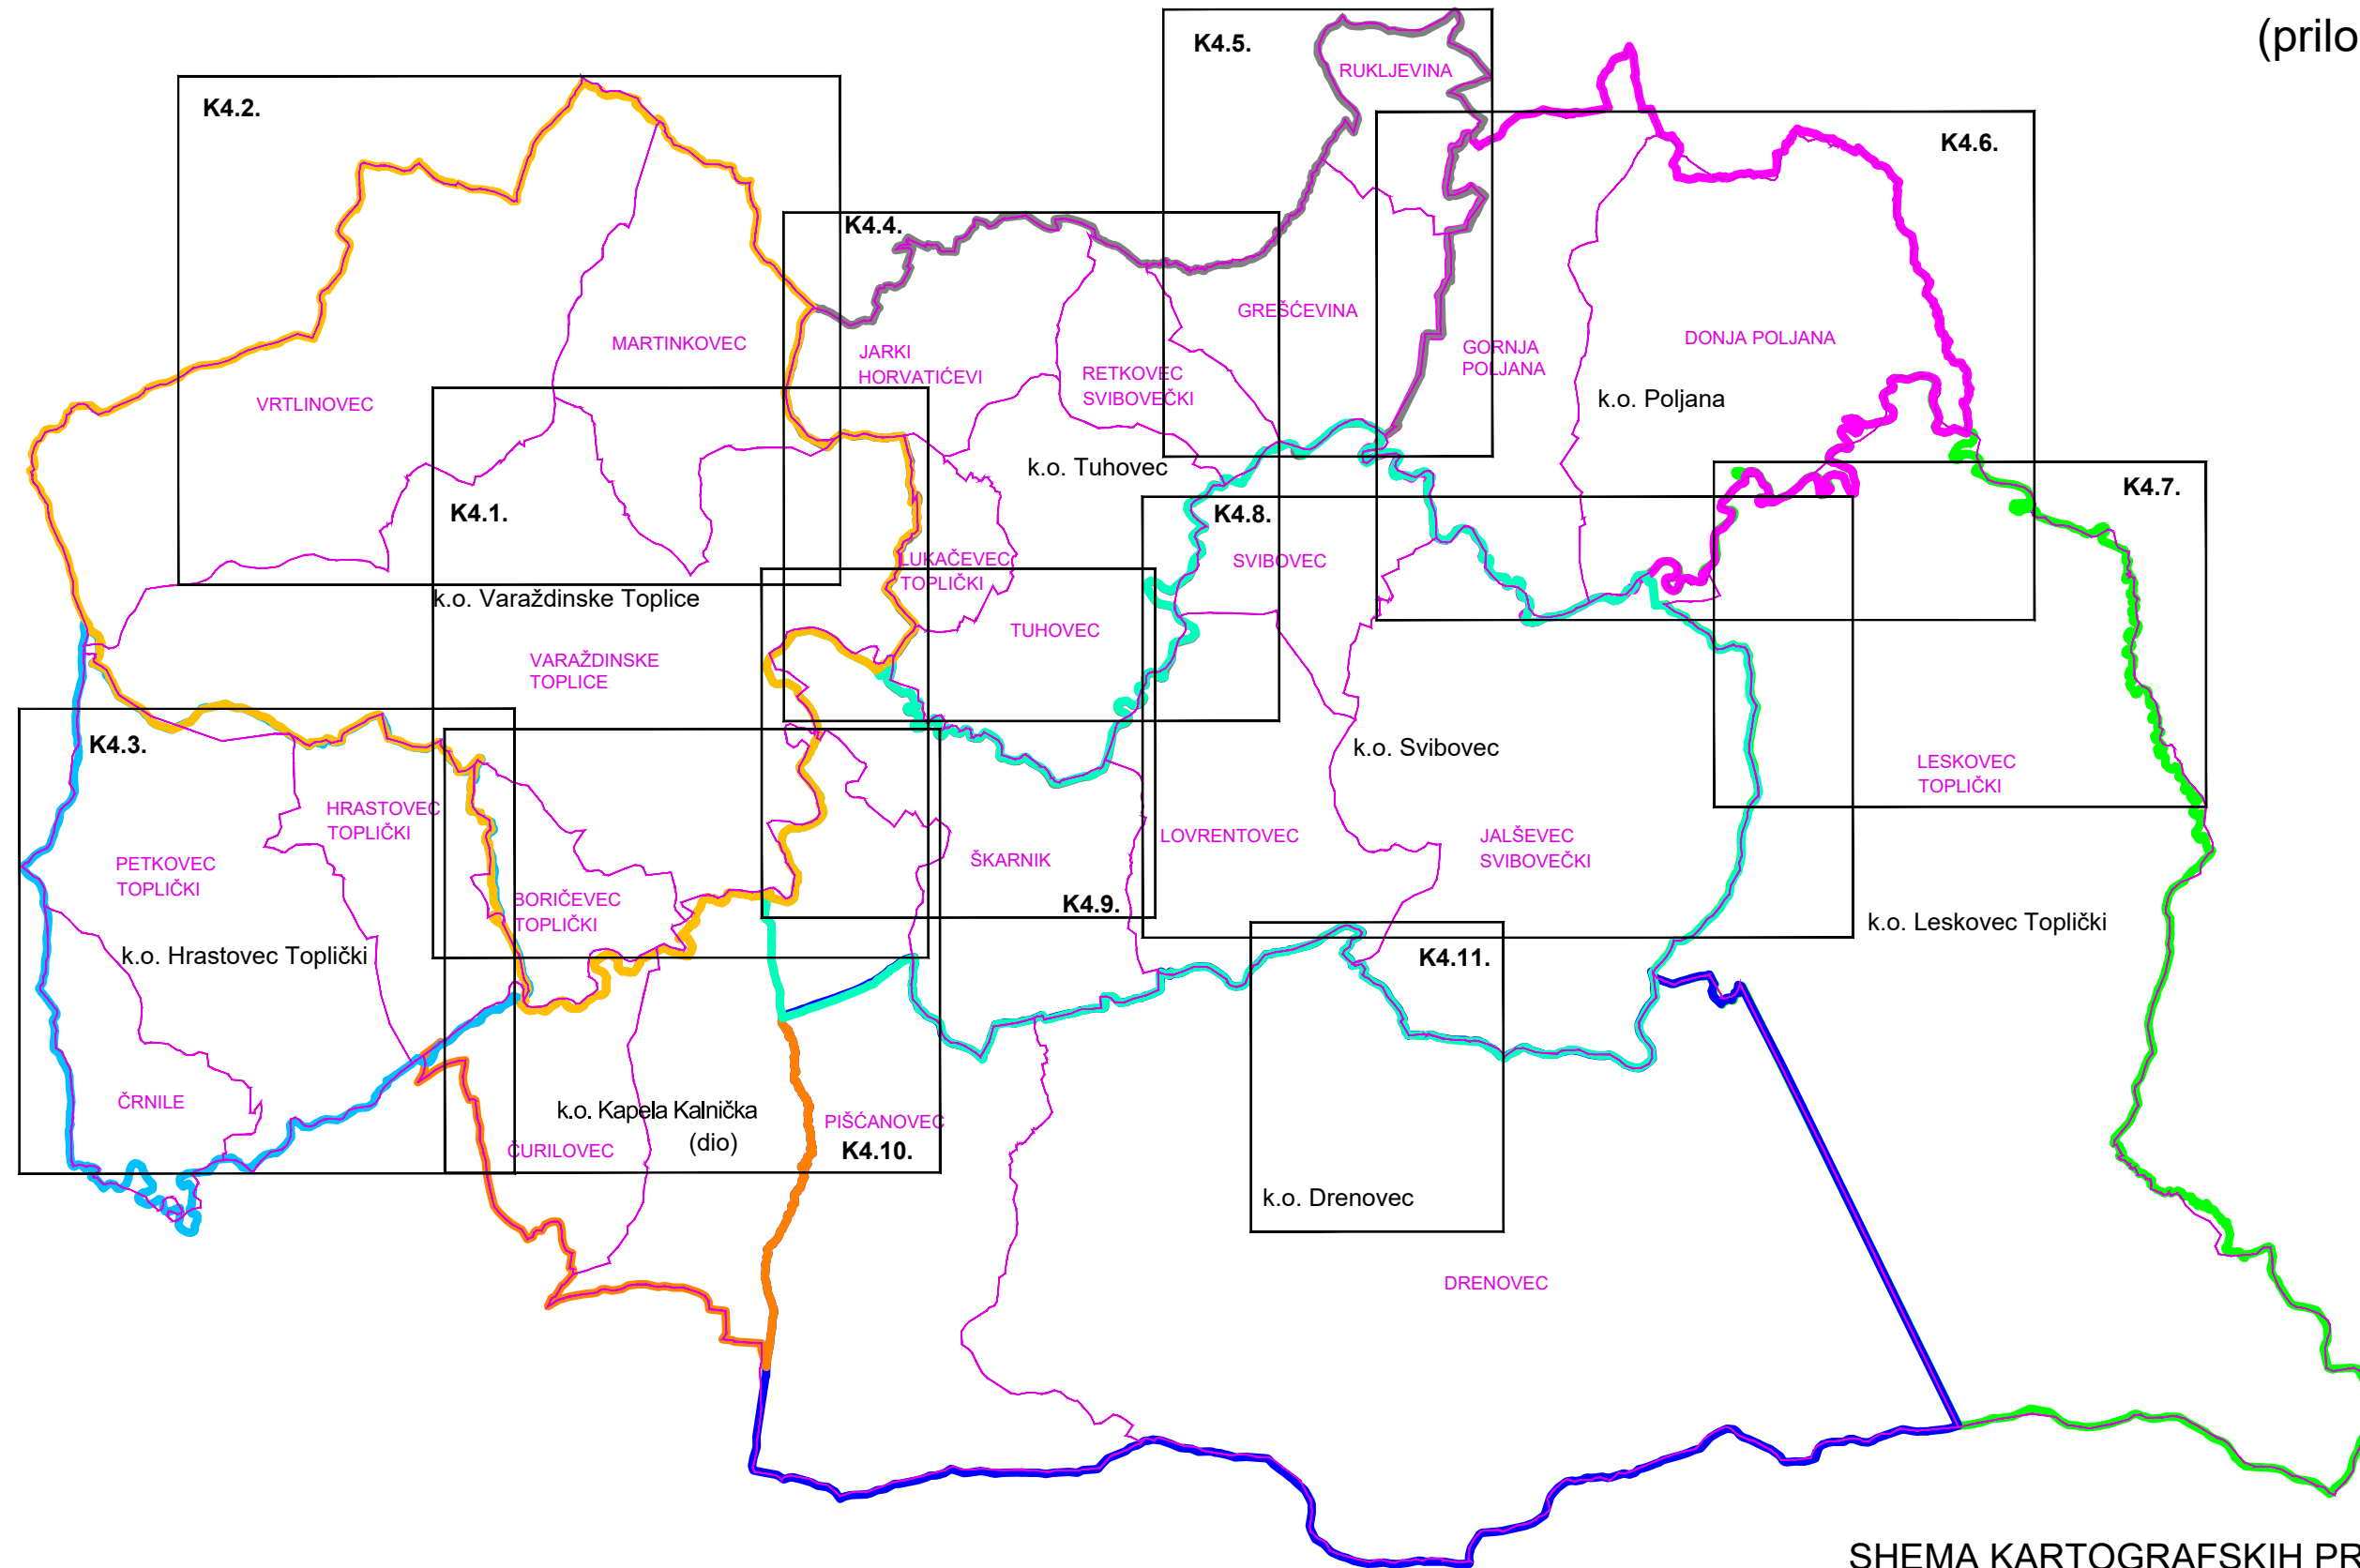 (prilo
K4.5.
RUKLJEVINA
K4.2.
K4.6.
K4.4.
GREŠĆEVINA
MARTINKOVEC
JARKI
HORVATIĆEVI
RETKOVEC
SVIBOVEČKI
GORNJA
POLJANA
DONJA POLJANA
VRTLINOVEC
k.o. Poljana
k.o. Tuhovec
K4.7.
K4.1.
K4.8.
LUKAČEVEC
TOPLIČKI
SVIBOVEC
k.o. Varaždinske Toplice
TUHOVEC
VARAŽDINSKE
TOPLICE
K4.3.
k.o. Svibovec
LESKOVEC
TOPLIČKI
HRASTOVEC
TOPLIČKI
LOVRENTOVEC
JALŠEVEC
SVIBOVEČKI
PETKOVEC
TOPLIČKI
ŠKARNIK
BORIČEVEC
TOPLIČKI
K4.9.
k.o. Leskovec Toplički
k.o. Hrastovec Toplički
K4.11.
ČRNILE
k.o. Kapela Kalnička
(dio)
PIŠĆANOVEC
K4.10.
ČURILOVEC
k.o. Drenovec
DRENOVEC
SHEMA KARTOGRAFSKIH PR